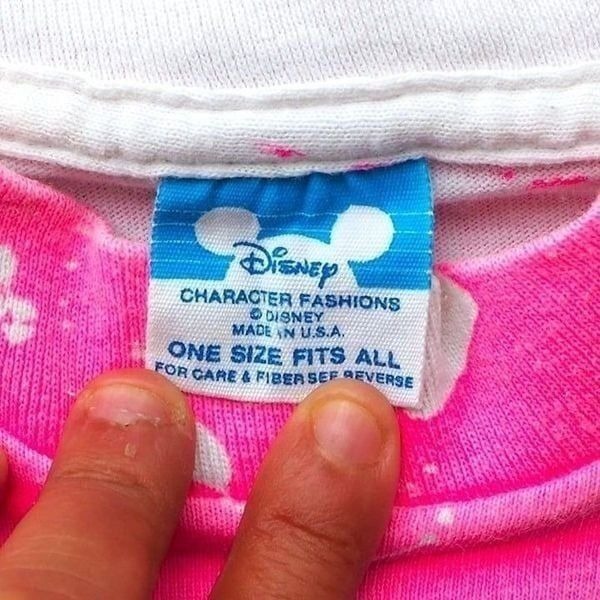 Disney
CHARACTER FASHIONS
© DISNEY
MADE IN U.S.A.
ONE SIZE FITS ALL
FOR CARE & FIBER SEE REVERSE